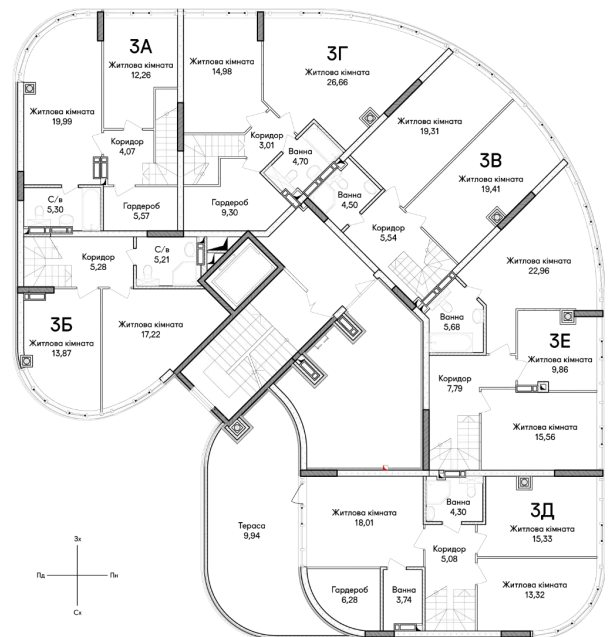 3А
Житлова кімната
12,26
Житлова кімната
19,99
Коридор
4,07
С/в
5,30
Гардероб
5,57
Житлова кімната
14,98
3Г
Житлова кімната
26,66
Коридор
3,01
Ванна
4,70
Гардероб
9,30
Житлова кімната
19,31
3В
Житлова кімната
19,41
Ванна
4,50
Коридор
5,54
Коридор
5,28
С/в
5,21
3Б
Житлова кімната
13,87
Житлова кімната
17,22
Житлова кімната
22,96
Ванна
5,68
3Е
Житлова кімната
9,86
Коридор
7,79
Житлова кімната
15,56
Тераса
9,94
Житлова кімната
18,01
Ванна
4,30
3Д
Житлова кімната
15,33
Коридор
5,08
Гардероб
6,28
Ванна
3,74
Житлова кімната
13,32
Зх
Пд
Пн
Сх